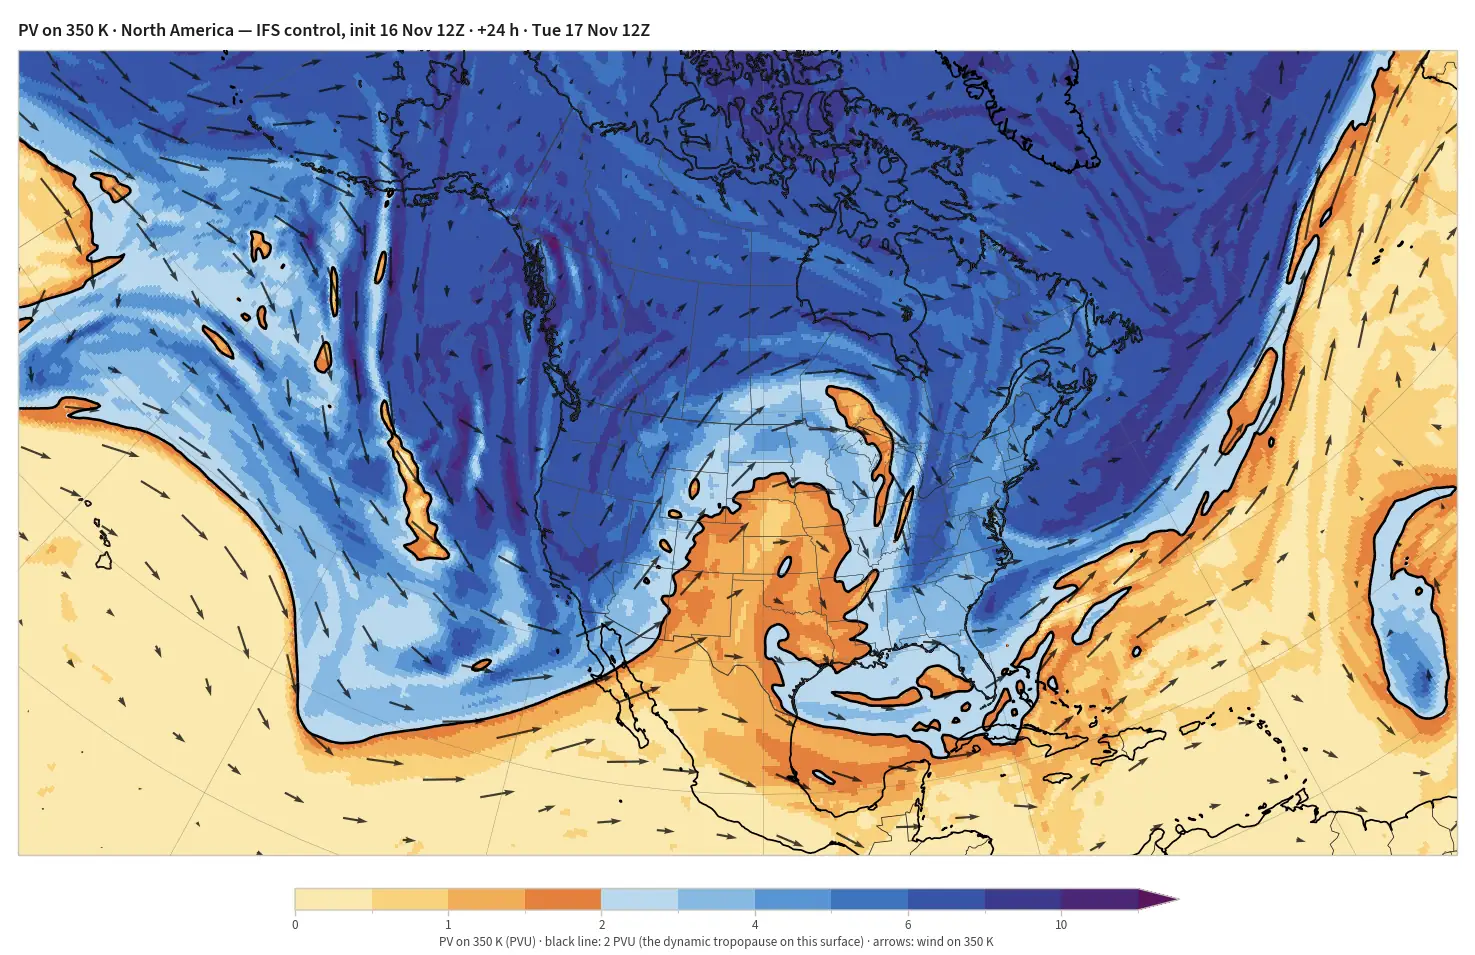 PV on 350 K · North America — IFS control, init 16 Nov 12Z · +24 h · Tue 17 Nov 12Z
0 1 2 4 6 10
PV on 350 K (PVU) · black line: 2 PVU (the dynamic tropopause on this surface) · arrows: wind on 350 K